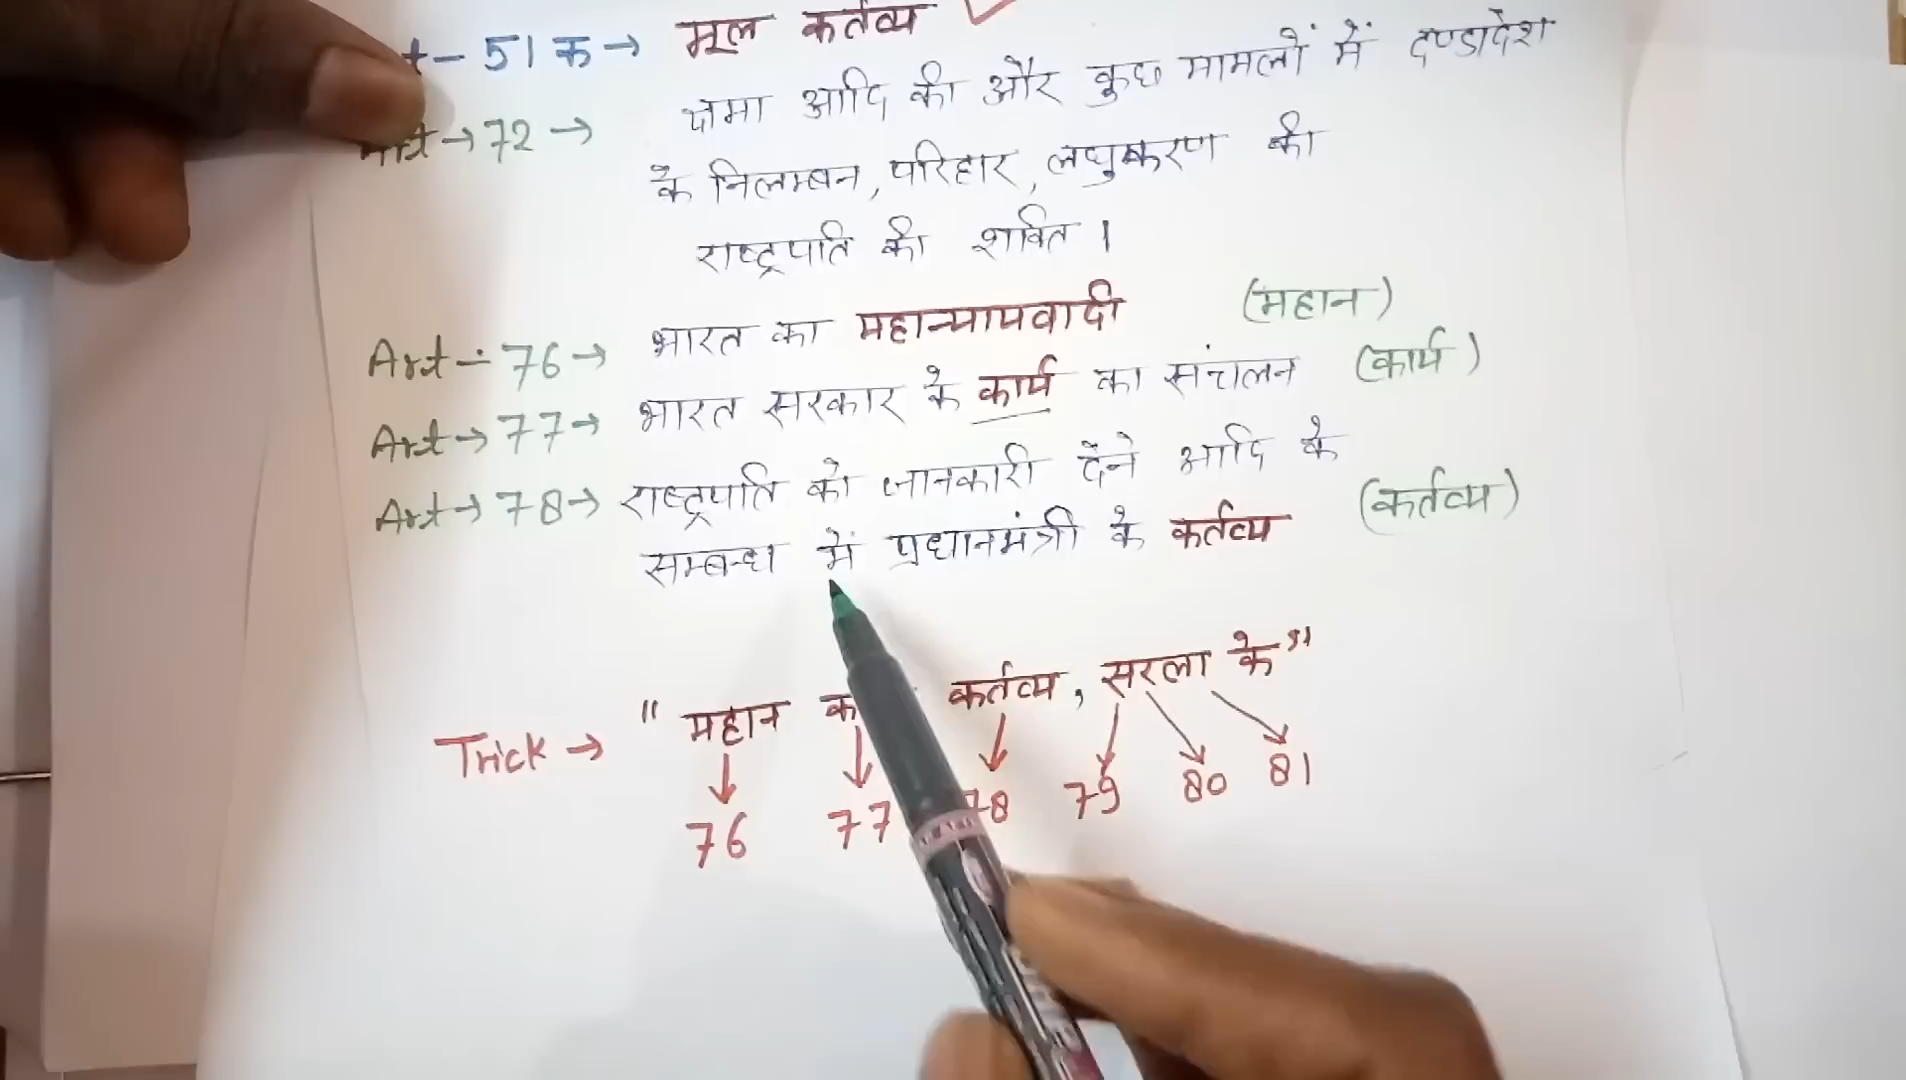 t - 51 क → मूल कर्तव्य
Art → 72 → क्षमा आदि की और कुछ मामलों में दण्डादेश
के निलम्बन, परिहार, लघुकरण की
राष्ट्रपति की शक्ति ।
Art - 76 → भारत का महान्यायवादी (महान)
Art → 77 → भारत सरकार के कार्य का संचालन (कार्य)
Art → 78 → राष्ट्रपति को जानकारी देने आदि के
सम्बन्ध में प्रधानमंत्री के कर्तव्य (कर्तव्य)
Trick → " महान का कर्तव्य, सरला के"
76 77 78 79 80 81